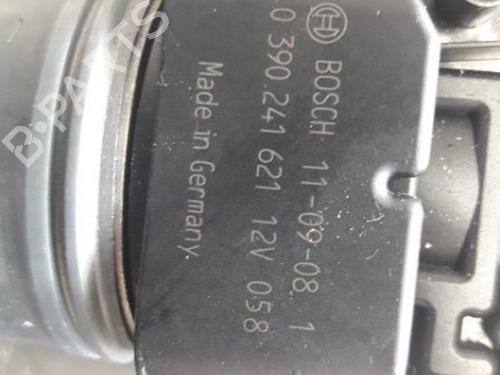 BOSCH 11-09-08 1
0 390 241 621 12V 058
Made in Germany.
B-PARTS